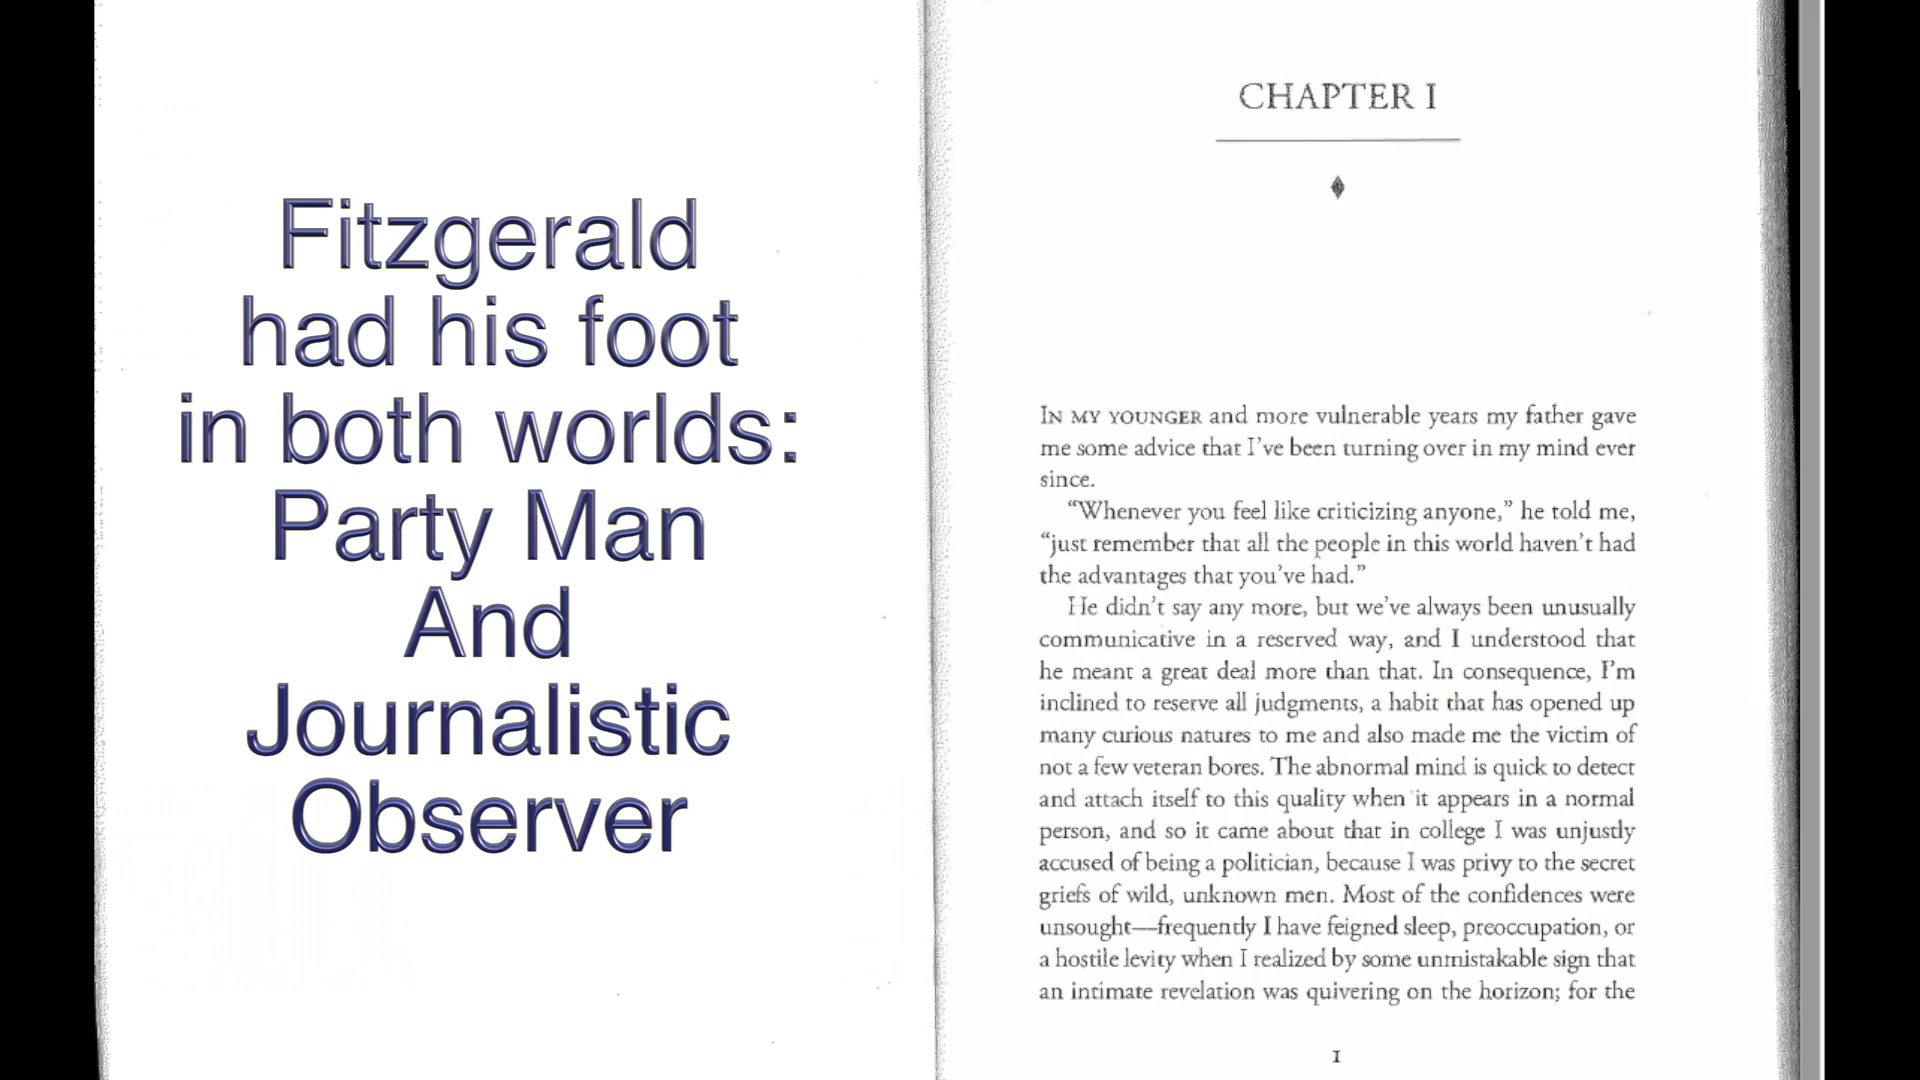 Fitzgerald
had his foot
in both worlds:
Party Man
And
Journalistic
Observer
CHAPTER I
IN MY YOUNGER and more vulnerable years my father gave
me some advice that I've been turning over in my mind ever
since.
“Whenever you feel like criticizing anyone,” he told me,
“just remember that all the people in this world haven't had
the advantages that you've had.”
He didn't say any more, but we've always been unusually
communicative in a reserved way, and I understood that
he meant a great deal more than that. In consequence, I'm
inclined to reserve all judgments, a habit that has opened up
many curious natures to me and also made me the victim of
not a few veteran bores. The abnormal mind is quick to detect
and attach itself to this quality when it appears in a normal
person, and so it came about that in college I was unjustly
accused of being a politician, because I was privy to the secret
griefs of wild, unknown men. Most of the confidences were
unsought—frequently I have feigned sleep, preoccupation, or
a hostile levity when I realized by some unmistakable sign that
an intimate revelation was quivering on the horizon; for the
I